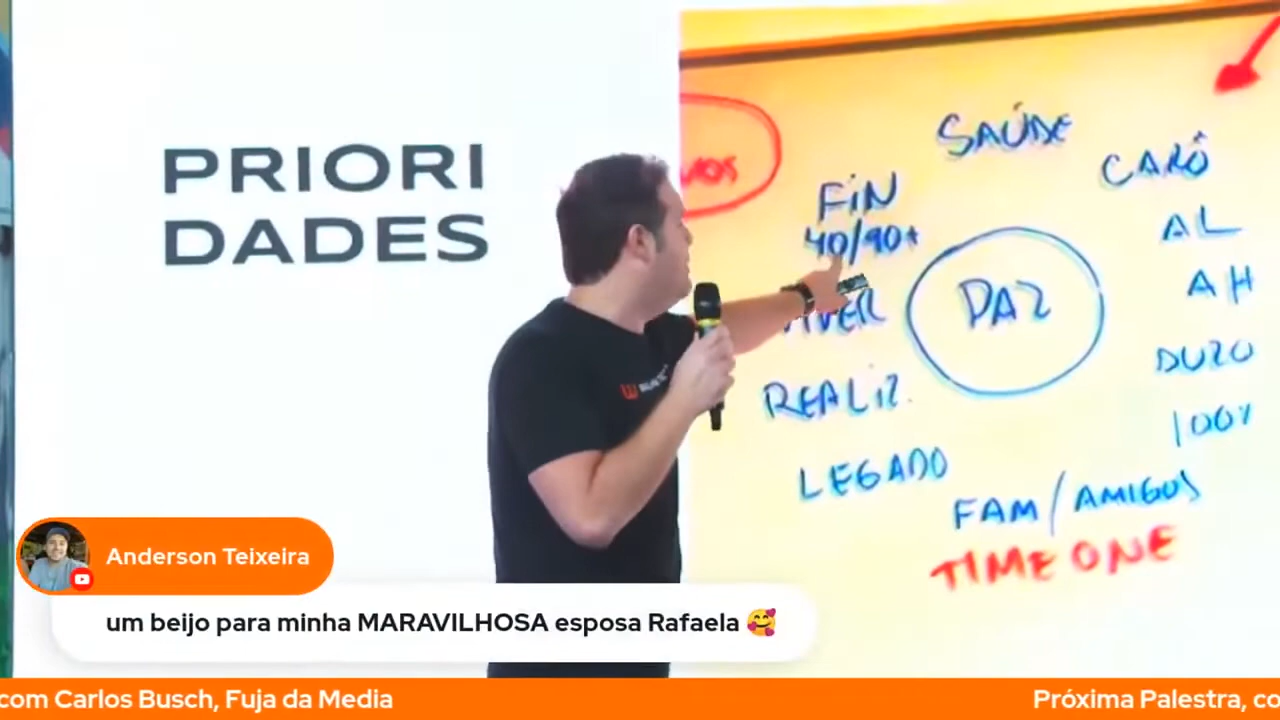 PRIORI
DADES
SAÚDE
CARÔ
FIN
40/90+
AL
AH
PAZ
DUZO
REALIZ.
100%
LEGADO
FAM/AMIGOS
TIME ONE
Anderson Teixeira
um beijo para minha MARAVILHOSA esposa Rafaela 🥰
com Carlos Busch, Fuja da Media
Próxima Palestra, co